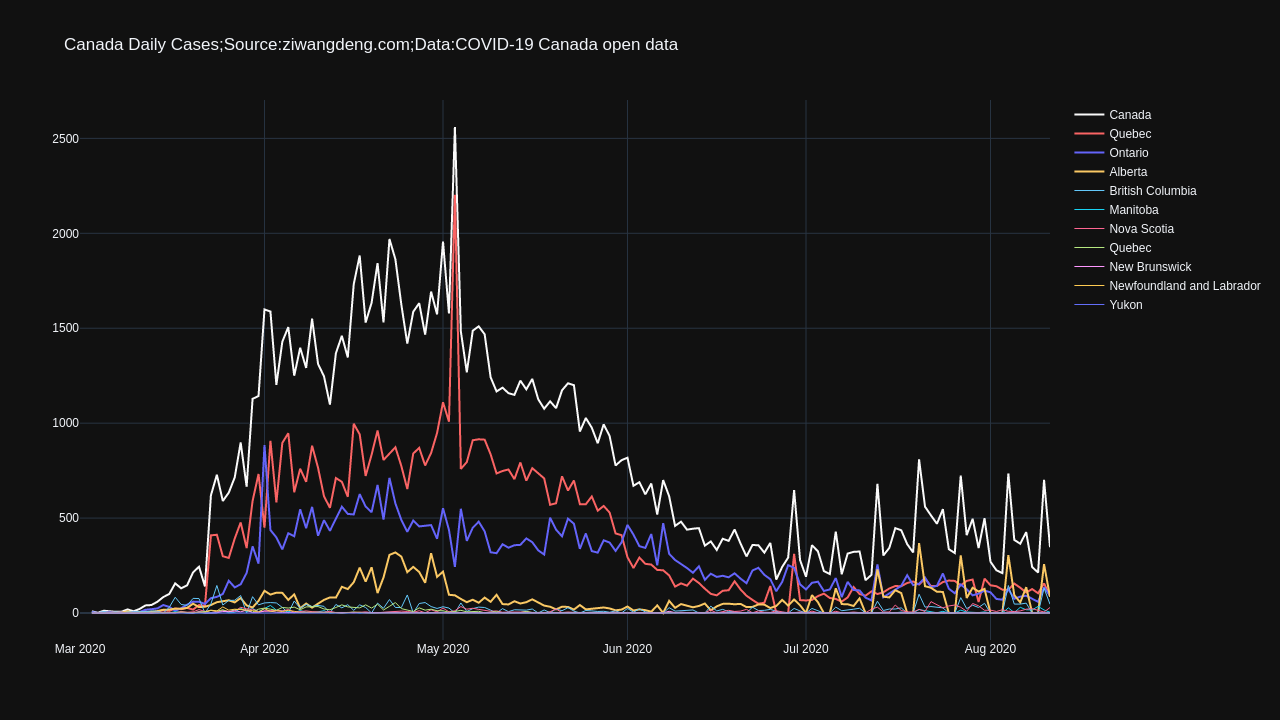 Canada Daily Cases;Source:ziwangdeng.com;Data:COVID-19 Canada open data
2500
2000
1500
1000
500
0
Mar 2020
Apr 2020
May 2020
Jun 2020
Jul 2020
Aug 2020
Canada
Quebec
Ontario
Alberta
British Columbia
Manitoba
Nova Scotia
Quebec
New Brunswick
Newfoundland and Labrador
Yukon